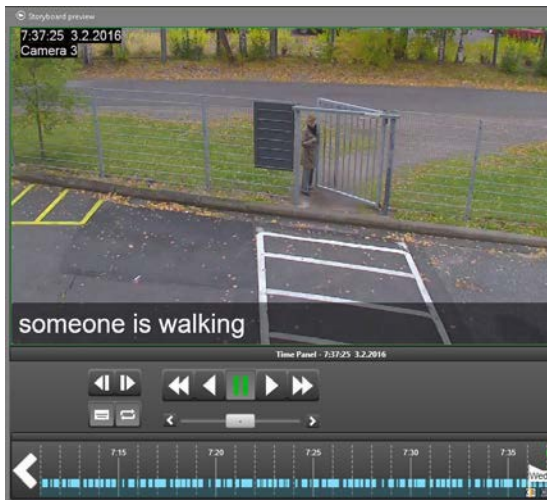 Storyboard preview
7:37:25 3.2.2016
Camera 3
someone is walking
Time Panel - 7:37:25 3.2.2016
7:15 7:20 7:25 7:30 7:35
Wed